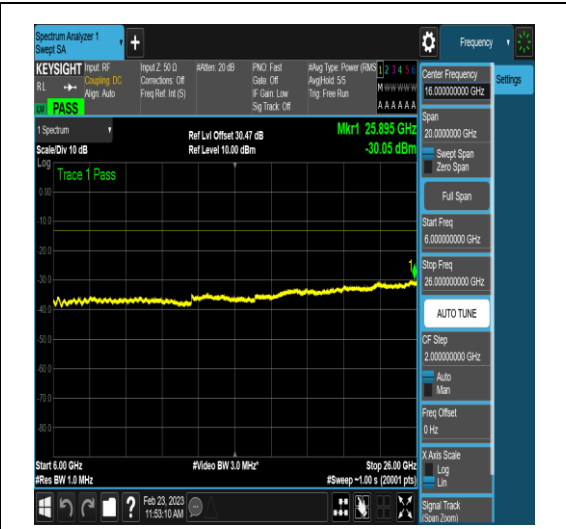 Spectrum Analyzer 1
Swept SA
+
Frequency
KEYSIGHT
RL
PASS
Input: RF
Coupling: DC
Align: Auto
Input Z: 50 Ω
Corrections: Off
Freq Ref: Int (S)
#Atten: 20 dB
PNO: Fast
Gate: Off
IF Gain: Low
Sig Track: Off
#Avg Type: Power (RMS
Avg|Hold: 5/5
Trig: Free Run
1 2 3 4 5 6
M W W W W W
A A A A A A
Center Frequency
16.000000000 GHz
Settings
1 Spectrum
Scale/Div 10 dB
Ref Lvl Offset 30.47 dB
Ref Level 10.00 dBm
Mkr1 25.895 GHz
-30.05 dBm
Log
Trace 1 Pass
0.00
-10.0
-20.0
-30.0
-40.0
-50.0
-60.0
-70.0
-80.0
1
Span
20.0000000 GHz
Swept Span
Zero Span
Full Span
Start Freq
6.000000000 GHz
Stop Freq
26.000000000 GHz
AUTO TUNE
CF Step
2.000000000 GHz
Auto
Man
Freq Offset
0 Hz
X Axis Scale
Log
Lin
Signal Track
(Span Zoom)
Start 6.00 GHz
#Res BW 1.0 MHz
#Video BW 3.0 MHz*
Stop 26.00 GHz
#Sweep ~1.00 s (20001 pts)
?
Feb 23, 2023
11:53:10 AM